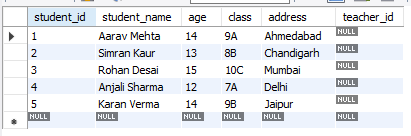 student_id student_name age class address teacher_id
1 Aarav Mehta 14 9A Ahmedabad NULL
2 Simran Kaur 13 8B Chandigarh NULL
3 Rohan Desai 15 10C Mumbai NULL
4 Anjali Sharma 12 7A Delhi NULL
5 Karan Verma 14 9B Jaipur NULL
NULL NULL NULL NULL NULL NULL